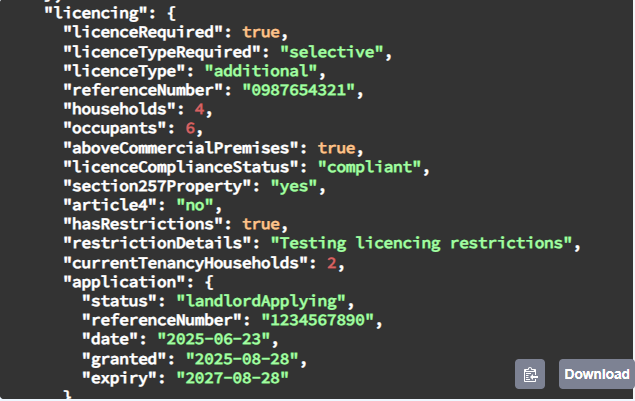 "licencing": {
"licenceRequired": true,
"licenceTypeRequired": "selective",
"licenceType": "additional",
"referenceNumber": "0987654321",
"households": 4,
"occupants": 6,
"aboveCommercialPremises": true,
"licenceComplianceStatus": "compliant",
"section257Property": "yes",
"article4": "no",
"hasRestrictions": true,
"restrictionDetails": "Testing licencing restrictions",
"currentTenancyHouseholds": 2,
"application": {
"status": "landlordApplying",
"referenceNumber": "1234567890",
"date": "2025-06-23",
"granted": "2025-08-28",
"expiry": "2027-08-28"
}
Download